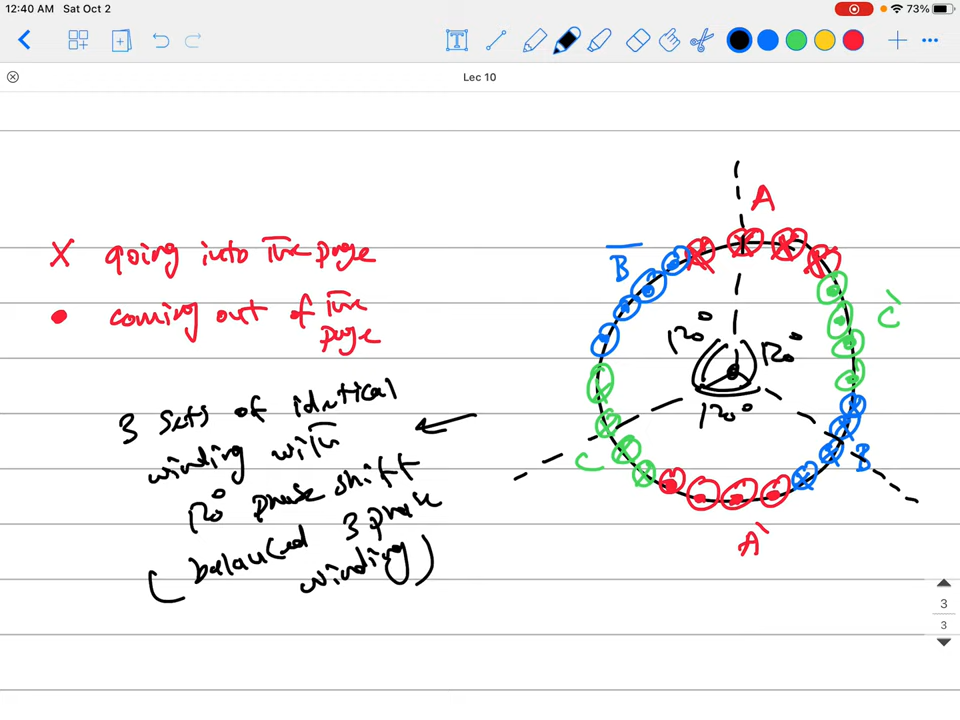 12:40 AM Sat Oct 2
73%
T
Lec 10
A
B
X going into the page
• coming out of the
page
C'
120° 120°
120°
3 sets of identical
winding with
120° phase shift
(balanced 3 phase
winding)
C
B
A'
3
3